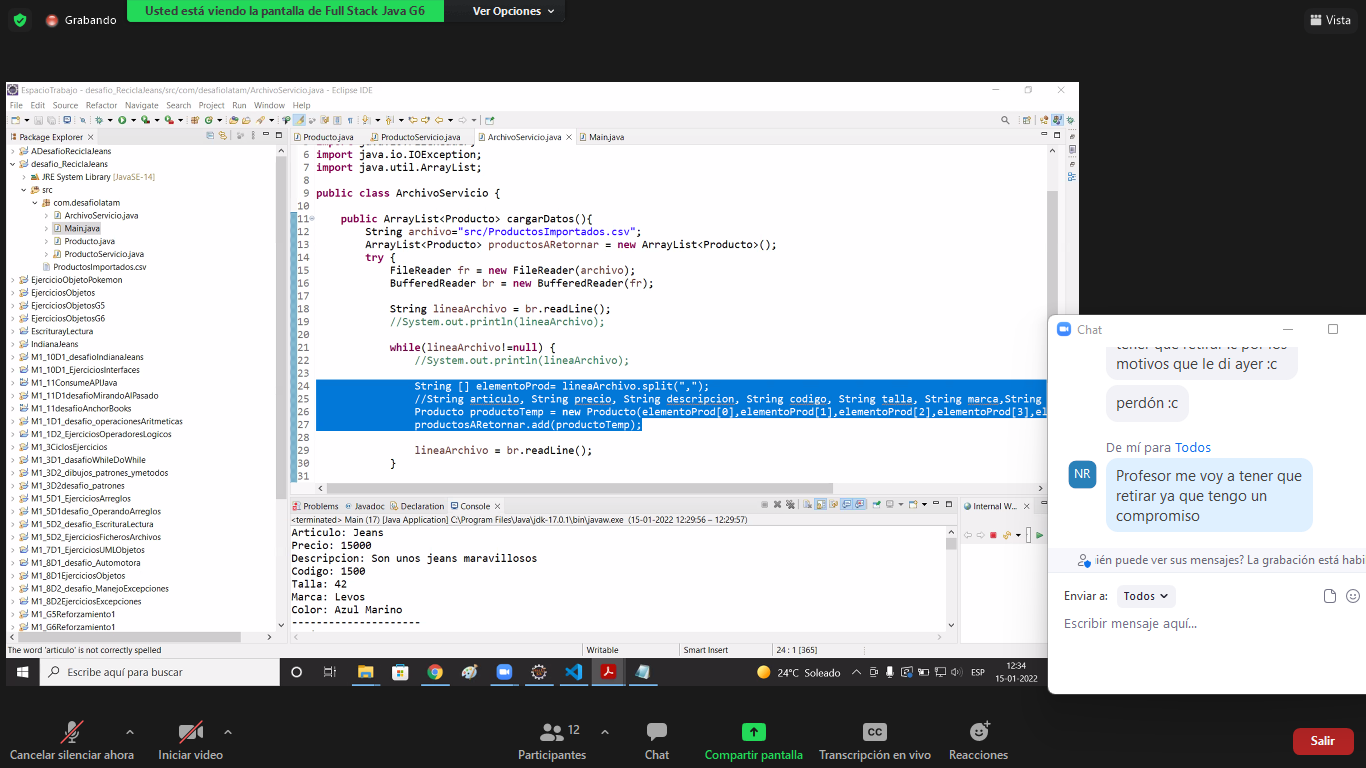 Grabando
Usted está viendo la pantalla de Full Stack Java G6
Ver Opciones
Vista
EspacioTrabajo - desafio_ReciclaJeans/src/com/desafiolatam/ArchivoServicio.java - Eclipse IDE
File Edit Source Refactor Navigate Search Project Run Window Help
Package Explorer
ADesafioReciclaJeans
desafio_ReciclaJeans
JRE System Library [JavaSE-14]
src
com.desafiolatam
ArchivoServicio.java
Main.java
Producto.java
ProductoServicio.java
ProductosImportados.csv
EjercicioObjetoPokemon
EjerciciosObjetos
EjerciciosObjetosG5
EjerciciosObjetosG6
EscriturayLectura
IndianaJeans
M1_10D1_desafioIndianaJeans
M1_10D1_EjerciciosInterfaces
M1_11ConsumeAPIJava
M1_11D1desafioMirandoAlPasado
M1_11desafioAnchorBooks
M1_1D1_desafio_operacionesAritmeticas
M1_1D2_EjerciciosOperadoresLogicos
M1_3CiclosEjercicios
M1_3D1_dasafioWhileDoWhile
M1_3D2_dibujos_patrones_ymetodos
M1_3D2desafio_patrones
M1_5D1_EjerciciosArreglos
M1_5D1desafio_OperandoArreglos
M1_5D2_desafio_EscrituraLectura
M1_5D2_EjerciciosFicherosArchivos
M1_7D1_EjerciciosUMLObjetos
M1_8D1_desafio_Automotora
M1_8D1EjerciciosObjetos
M1_8D2_desafio_ManejoExcepciones
M1_8D2EjerciciosExcepciones
M1_G5Reforzamiento1
M1_G6Reforzamiento1
Producto.java ProductoServicio.java ArchivoServicio.java Main.java
6 import java.io.IOException;
7 import java.util.ArrayList;
8
9 public class ArchivoServicio {
10
11 public ArrayList<Producto> cargarDatos(){
12 String archivo="src/ProductosImportados.csv";
13 ArrayList<Producto> productosARetornar = new ArrayList<Producto>();
14 try {
15 FileReader fr = new FileReader(archivo);
16 BufferedReader br = new BufferedReader(fr);
17
18 String lineaArchivo = br.readLine();
19 //System.out.println(lineaArchivo);
20
21 while(lineaArchivo!=null) {
22 //System.out.println(lineaArchivo);
23
24 String [] elementoProd= lineaArchivo.split(",");
25 //String articulo, String precio, String descripcion, String codigo, String talla, String marca,String
26 Producto productoTemp = new Producto(elementoProd[0],elementoProd[1],elementoProd[2],elementoProd[3],el
27 productosARetornar.add(productoTemp);
28
29 lineaArchivo = br.readLine();
30 }
31
Problems Javadoc Declaration Console
Internal W...
<terminated> Main (17) [Java Application] C:\Program Files\Java\jdk-17.0.1\bin\javaw.exe (15-01-2022 12:29:56 – 12:29:57)
Articulo: Jeans
Precio: 15000
Descripcion: Son unos jeans maravillosos
Codigo: 1500
Talla: 42
Marca: Levos
Color: Azul Marino
---------------------
The word 'articulo' is not correctly spelled
Writable
Smart Insert
24 : 1 [365]
Escribe aquí para buscar
24°C Soleado
ESP
12:34
15-01-2022
Chat
tener que retirar le por los
motivos que le di ayer :c
perdón :c
De mí para Todos
NR
Profesor me voy a tener que
retirar ya que tengo un
compromiso
ién puede ver sus mensajes? La grabación está habi
Enviar a: Todos
Escribir mensaje aquí...
Cancelar silenciar ahora
Iniciar video
12
Participantes
Chat
Compartir pantalla
CC
Transcripción en vivo
Reacciones
Salir